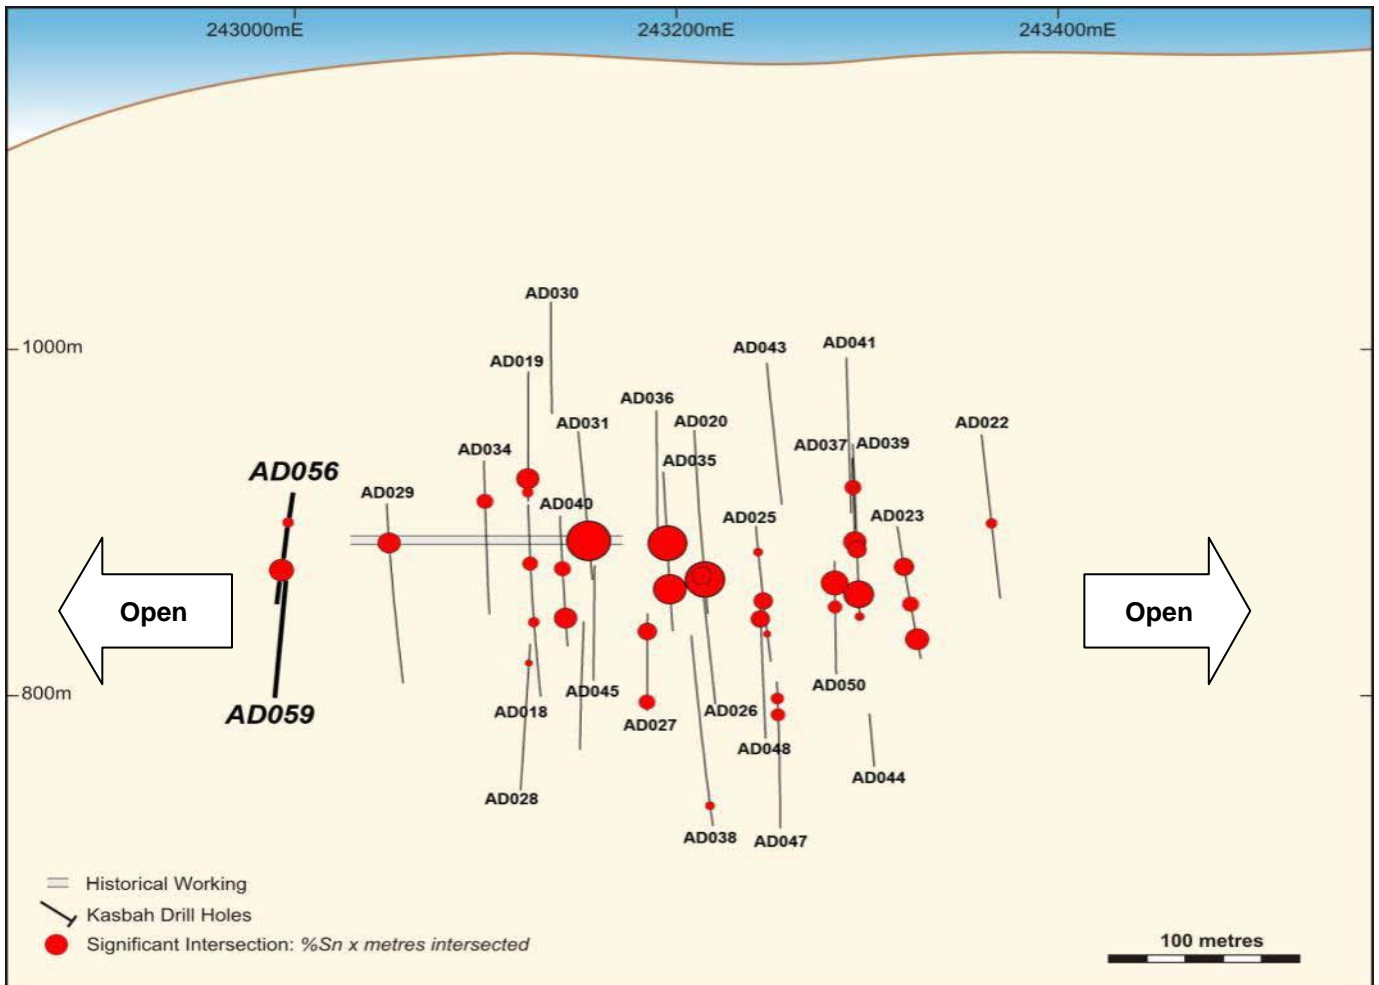 243000mE
243200mE
243400mE
AD030
1000m
AD019
AD043
AD041
AD036
AD031
AD020
AD022
AD034
AD035
AD037
AD039
AD056
AD029
AD040
AD025
AD023
Open
Open
800m
AD059
AD018
AD045
AD027
AD026
AD050
AD048
AD044
AD028
AD038
AD047
Historical Working
Kasbah Drill Holes
Significant Intersection: %Sn x metres intersected
100 metres